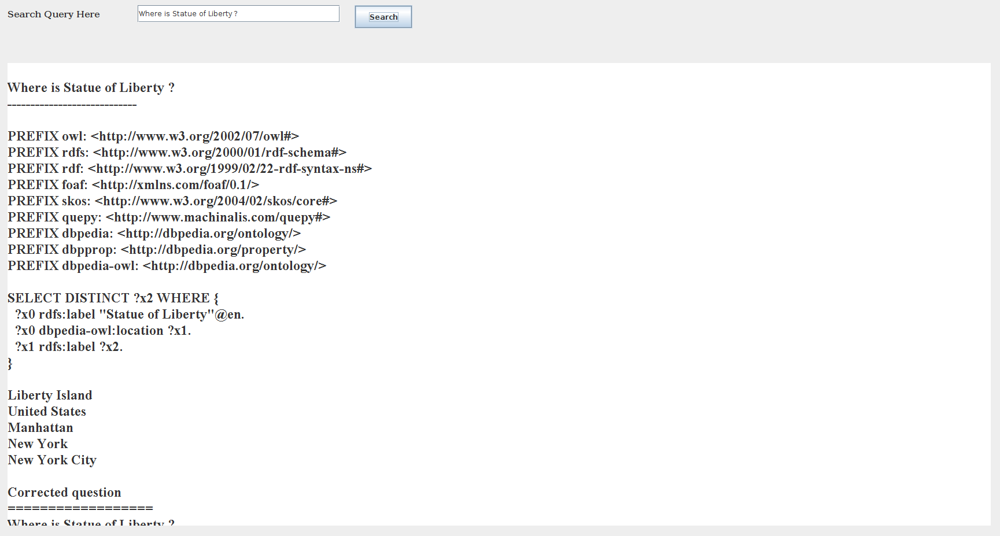 Search Query Here
Where is Statue of Liberty ?
Search
Where is Statue of Liberty ?
----------------------------
PREFIX owl: <http://www.w3.org/2002/07/owl#>
PREFIX rdfs: <http://www.w3.org/2000/01/rdf-schema#>
PREFIX rdf: <http://www.w3.org/1999/02/22-rdf-syntax-ns#>
PREFIX foaf: <http://xmlns.com/foaf/0.1/>
PREFIX skos: <http://www.w3.org/2004/02/skos/core#>
PREFIX quepy: <http://www.machinalis.com/quepy#>
PREFIX dbpedia: <http://dbpedia.org/ontology/>
PREFIX dbpprop: <http://dbpedia.org/property/>
PREFIX dbpedia-owl: <http://dbpedia.org/ontology/>
SELECT DISTINCT ?x2 WHERE {
?x0 rdfs:label "Statue of Liberty"@en.
?x0 dbpedia-owl:location ?x1.
?x1 rdfs:label ?x2.
}
Liberty Island
United States
Manhattan
New York
New York City
Corrected question
==================
Where is Statue of Liberty ?